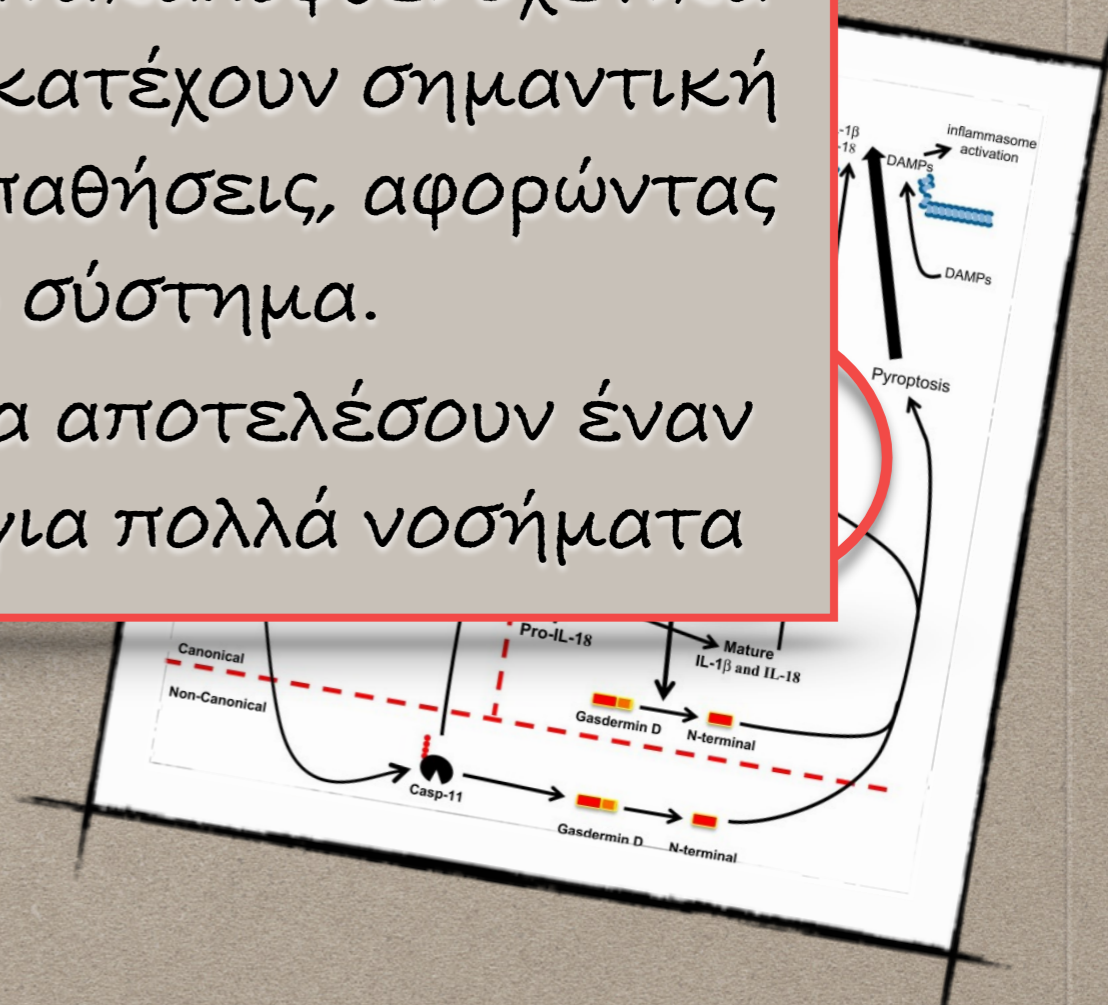 κατέχουν σημαντική
παθήσεις, αφορώντας
σύστημα.
αποτελέσουν έναν
για πολλά νοσήματα
inflammasome
activation
DAMPs
DAMPs
Pyroptosis
Pro-IL-18
Mature
IL-1β and IL-18
Canonical
Non-Canonical
Gasdermin D
N-terminal
Casp-11
Gasdermin D
N-terminal